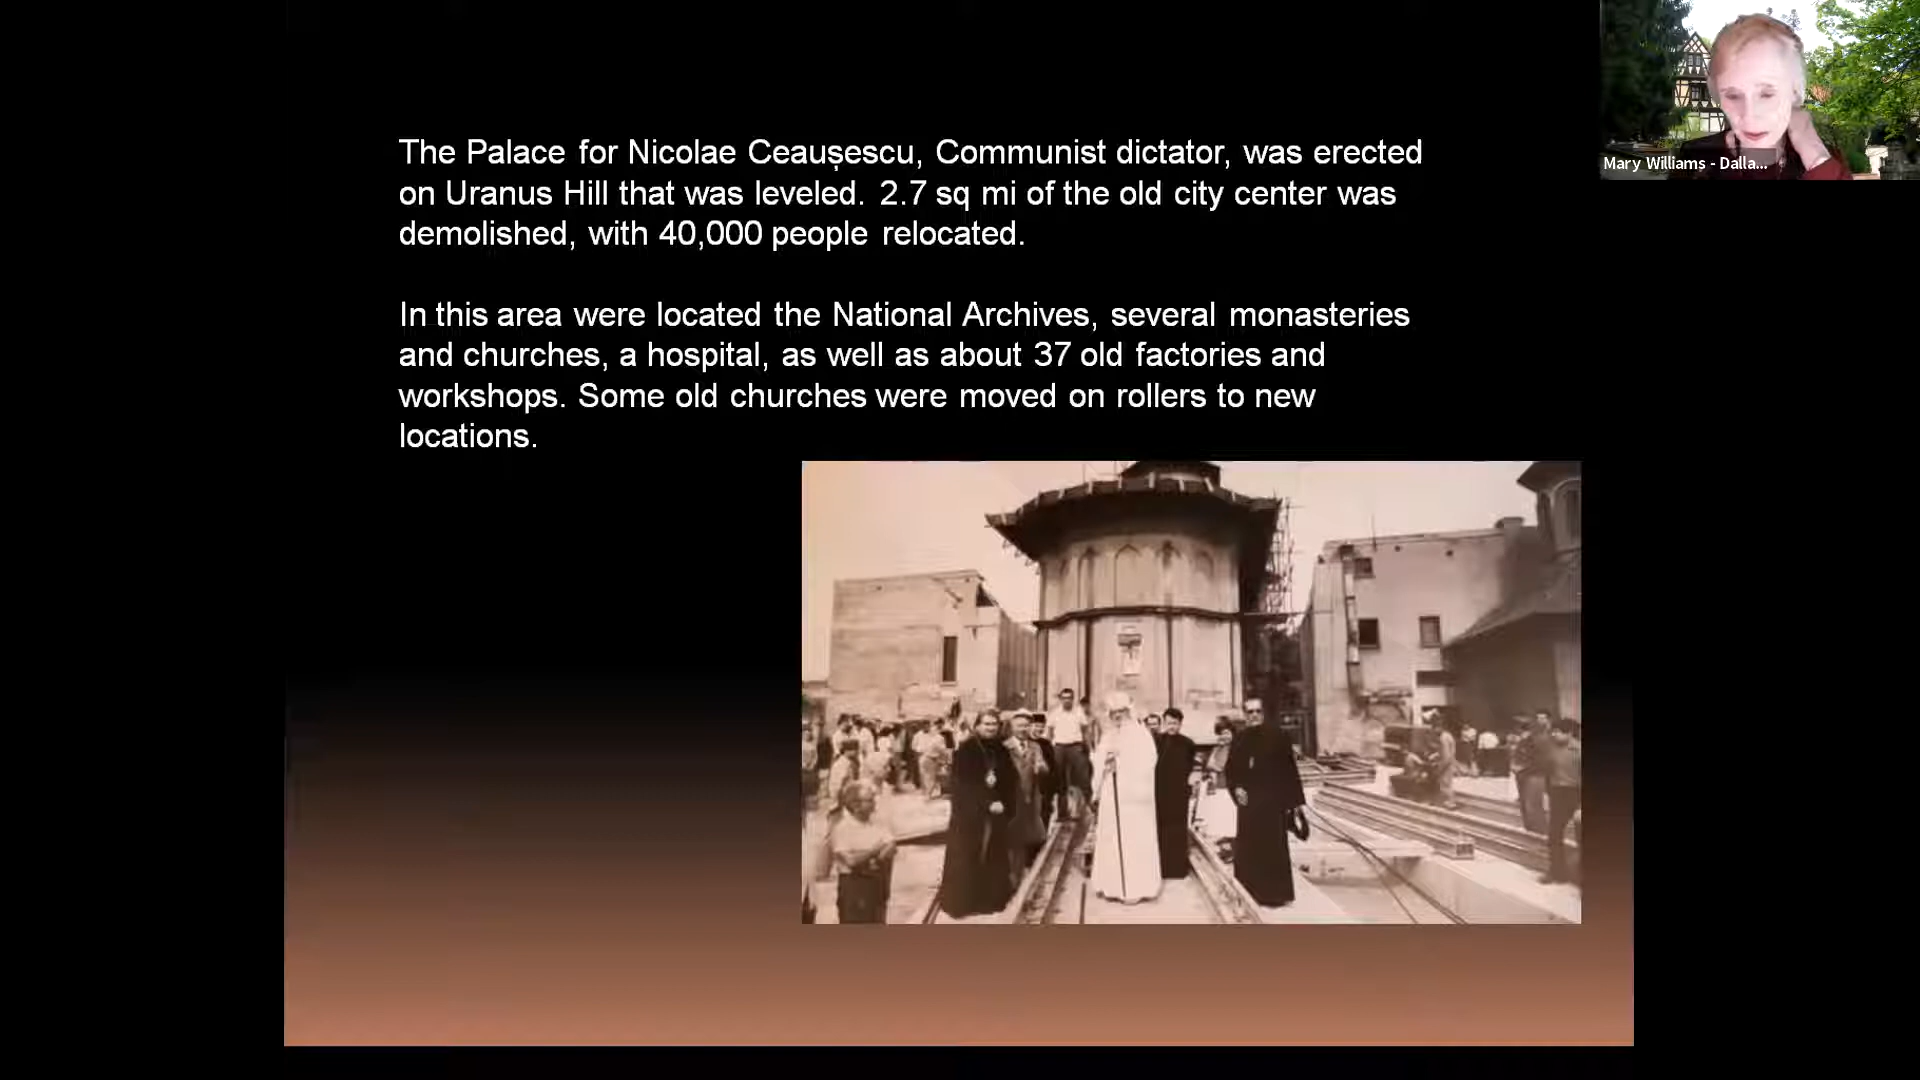 The Palace for Nicolae Ceaușescu, Communist dictator, was erected
on Uranus Hill that was leveled. 2.7 sq mi of the old city center was
demolished, with 40,000 people relocated.
In this area were located the National Archives, several monasteries
and churches, a hospital, as well as about 37 old factories and
workshops. Some old churches were moved on rollers to new
locations.
Mary Williams - Dalla...